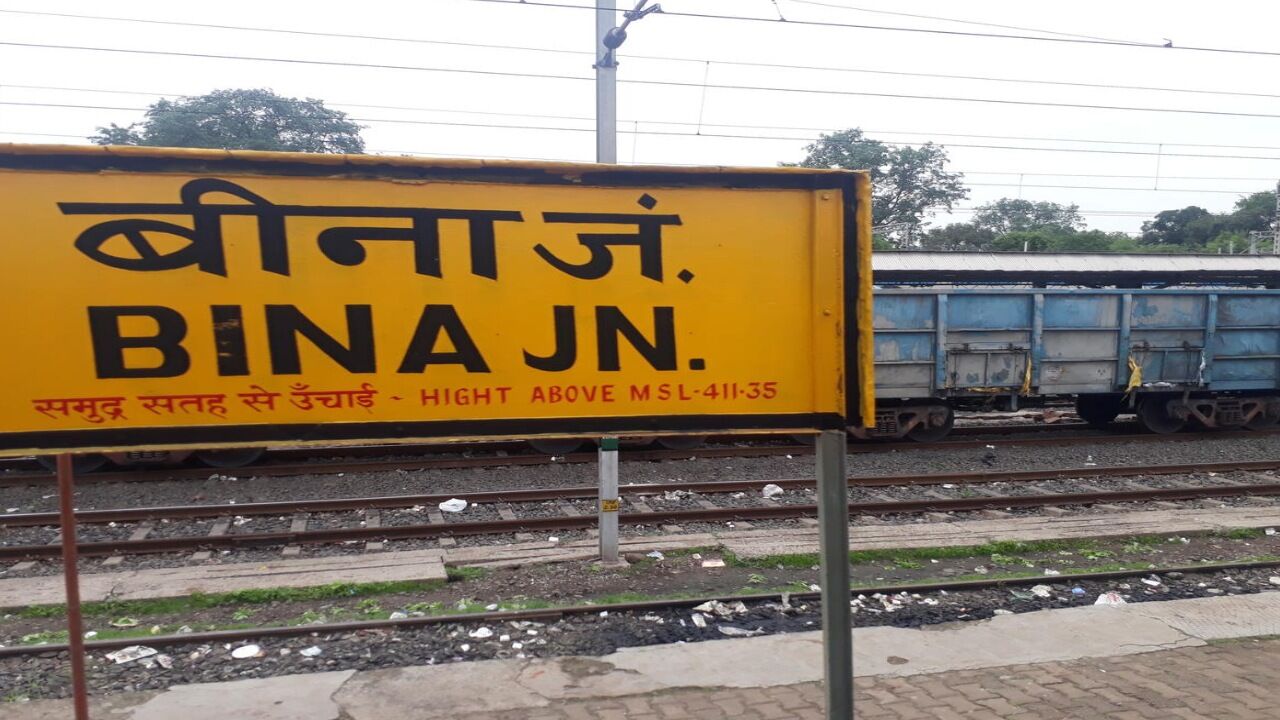 बीना जं.
BINA JN.
समुद्र सतह से उँचाई - HIGHT ABOVE MSL-411.35